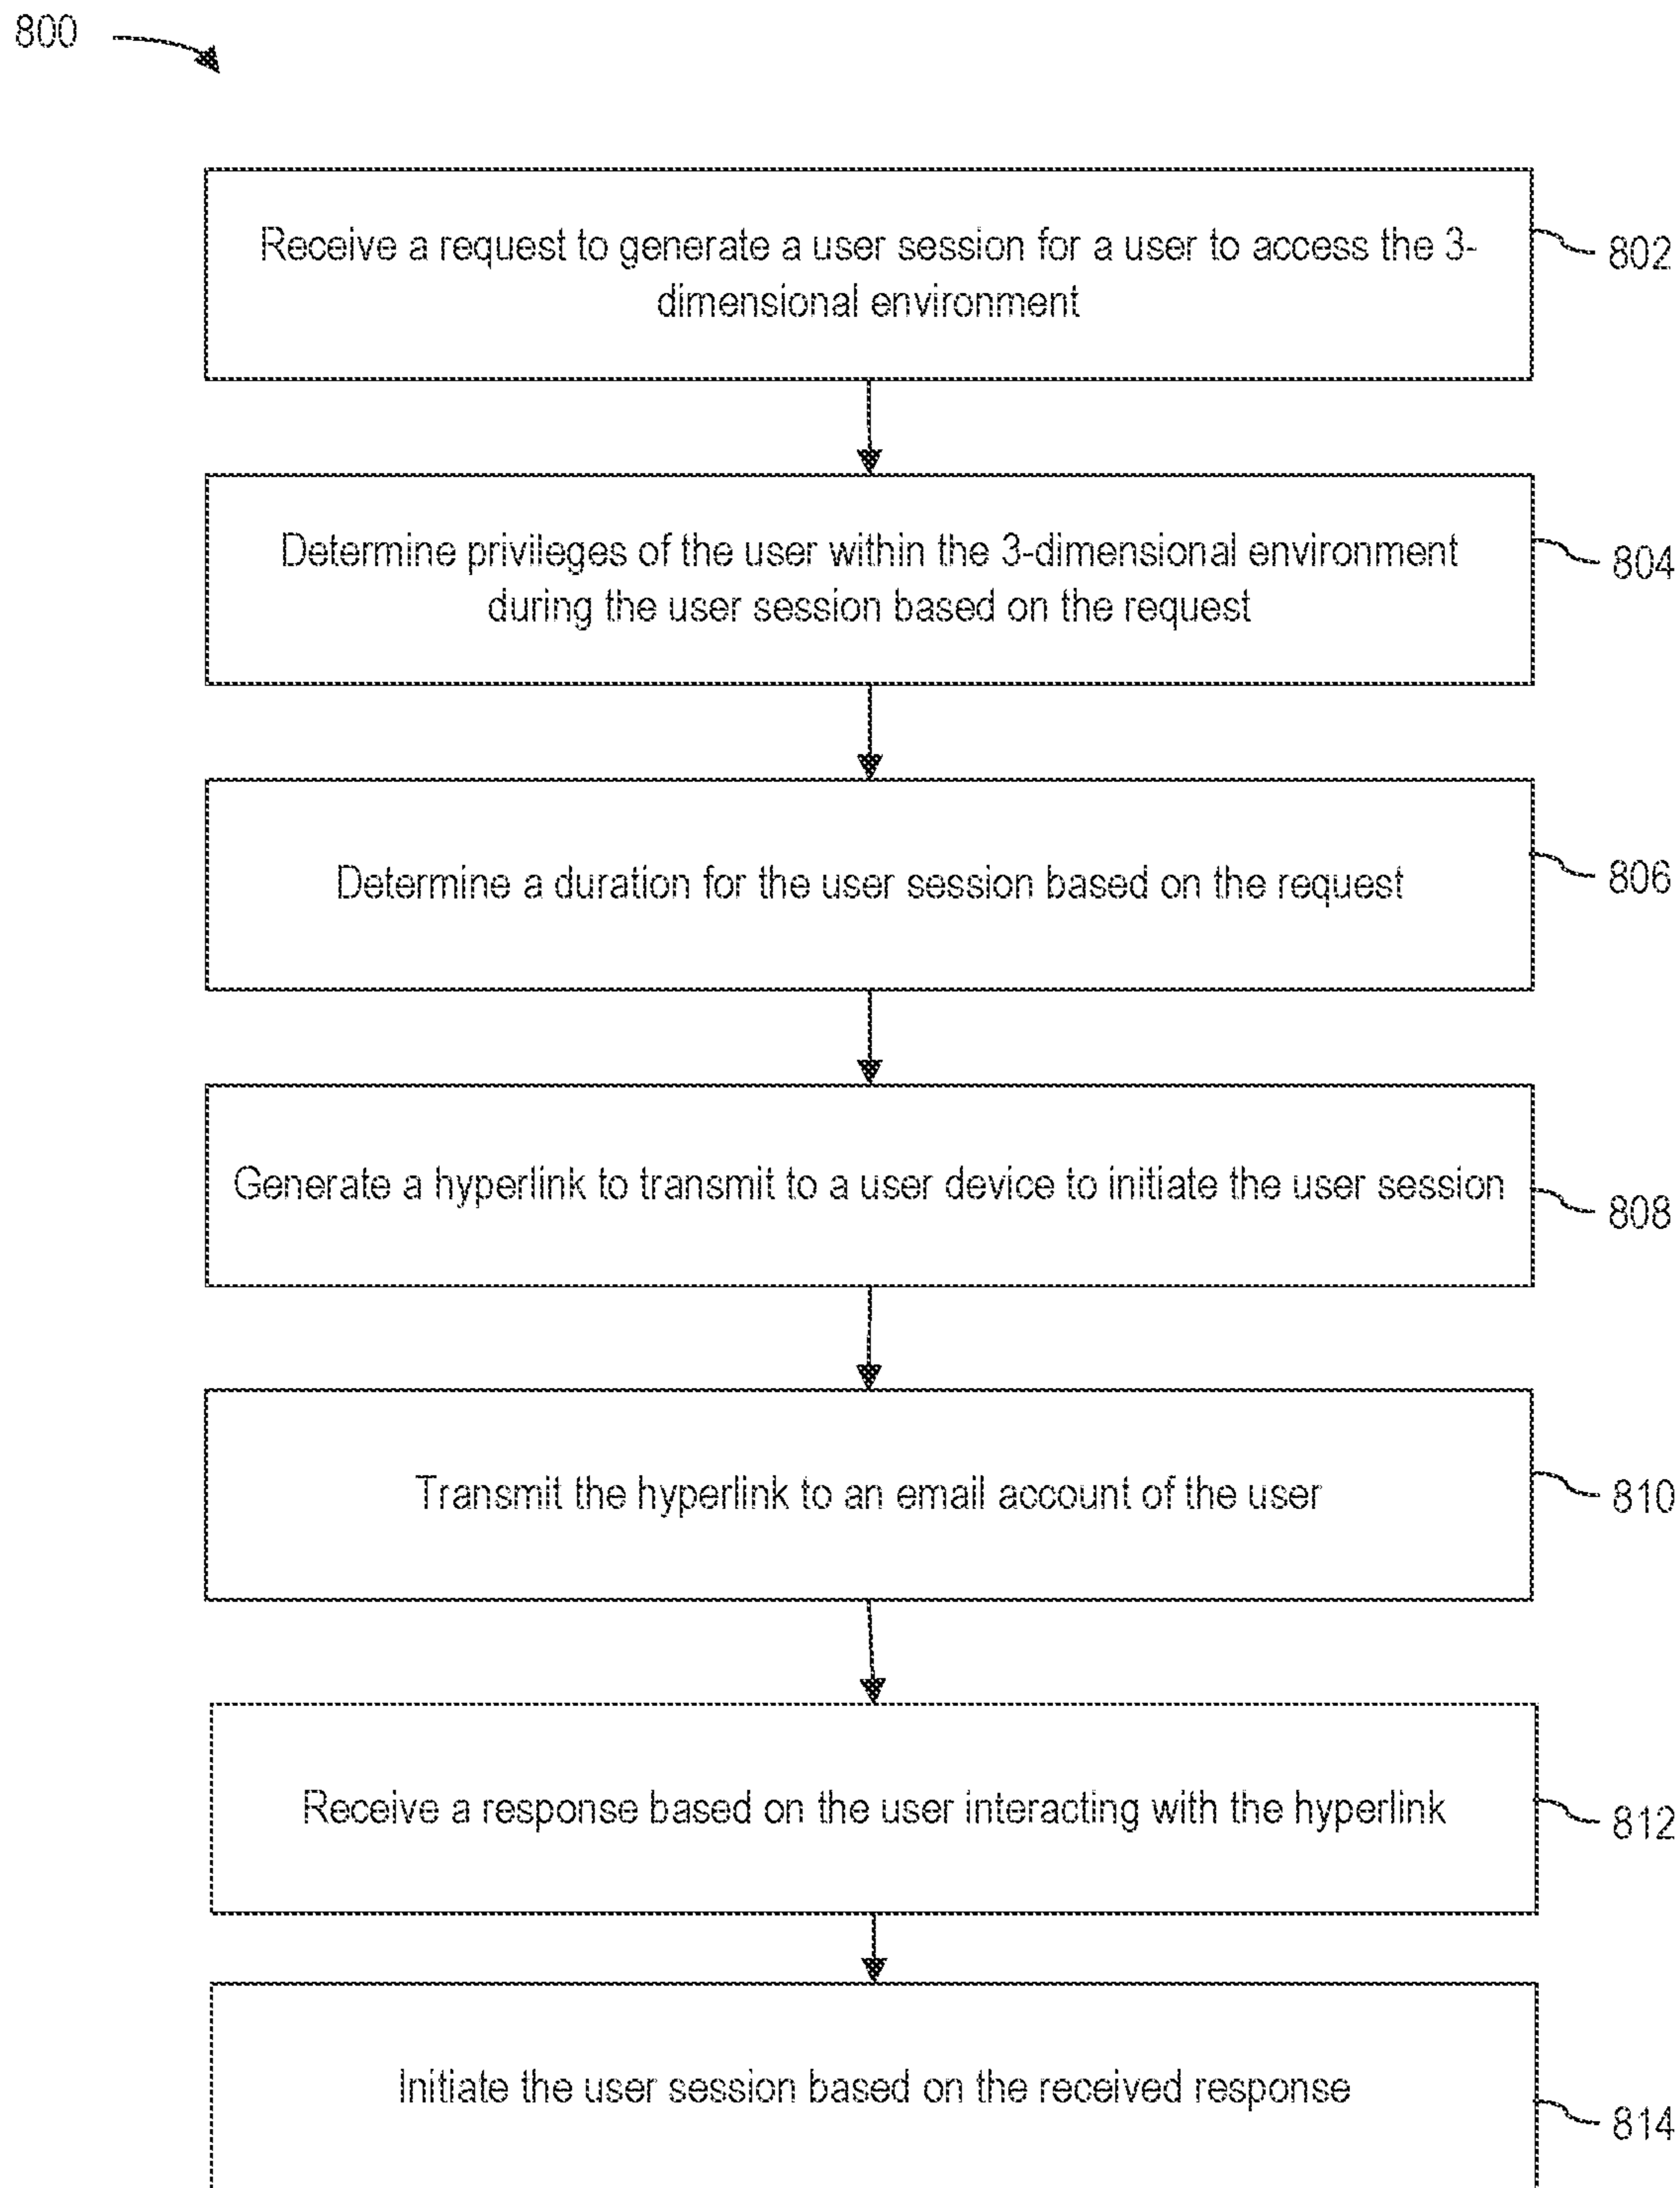 800
Receive a request to generate a user session for a user to access the 3-
dimensional environment
802
Determine privileges of the user within the 3-dimensional environment
during the user session based on the request
804
Determine a duration for the user session based on the request
806
Generate a hyperlink to transmit to a user device to initiate the user session
808
Transmit the hyperlink to an email account of the user
810
Receive a response based on the user interacting with the hyperlink
812
Initiate the user session based on the received response
814